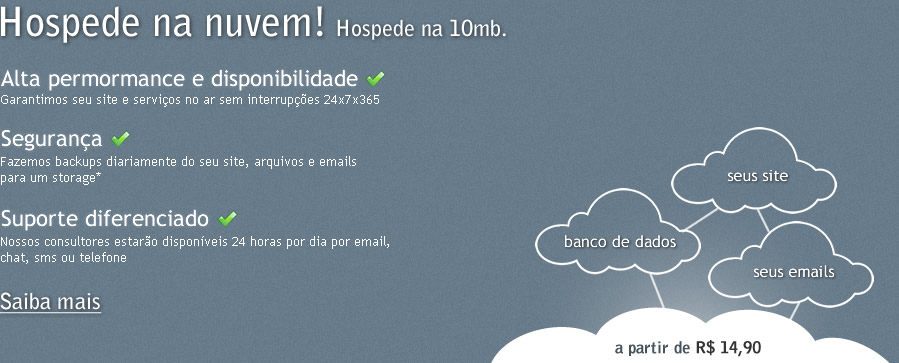 Hospede na nuvem! Hospede na 10mb.
Alta permormance e disponibilidade
Garantimos seu site e serviços no ar sem interrupções 24x7x365
Segurança
Fazemos backups diariamente do seu site, arquivos e emails
para um storage*
Suporte diferenciado
Nossos consultores estarão disponíveis 24 horas por dia por email,
chat, sms ou telefone
Saiba mais
seus site
banco de dados
seus emails
a partir de R$ 14,90